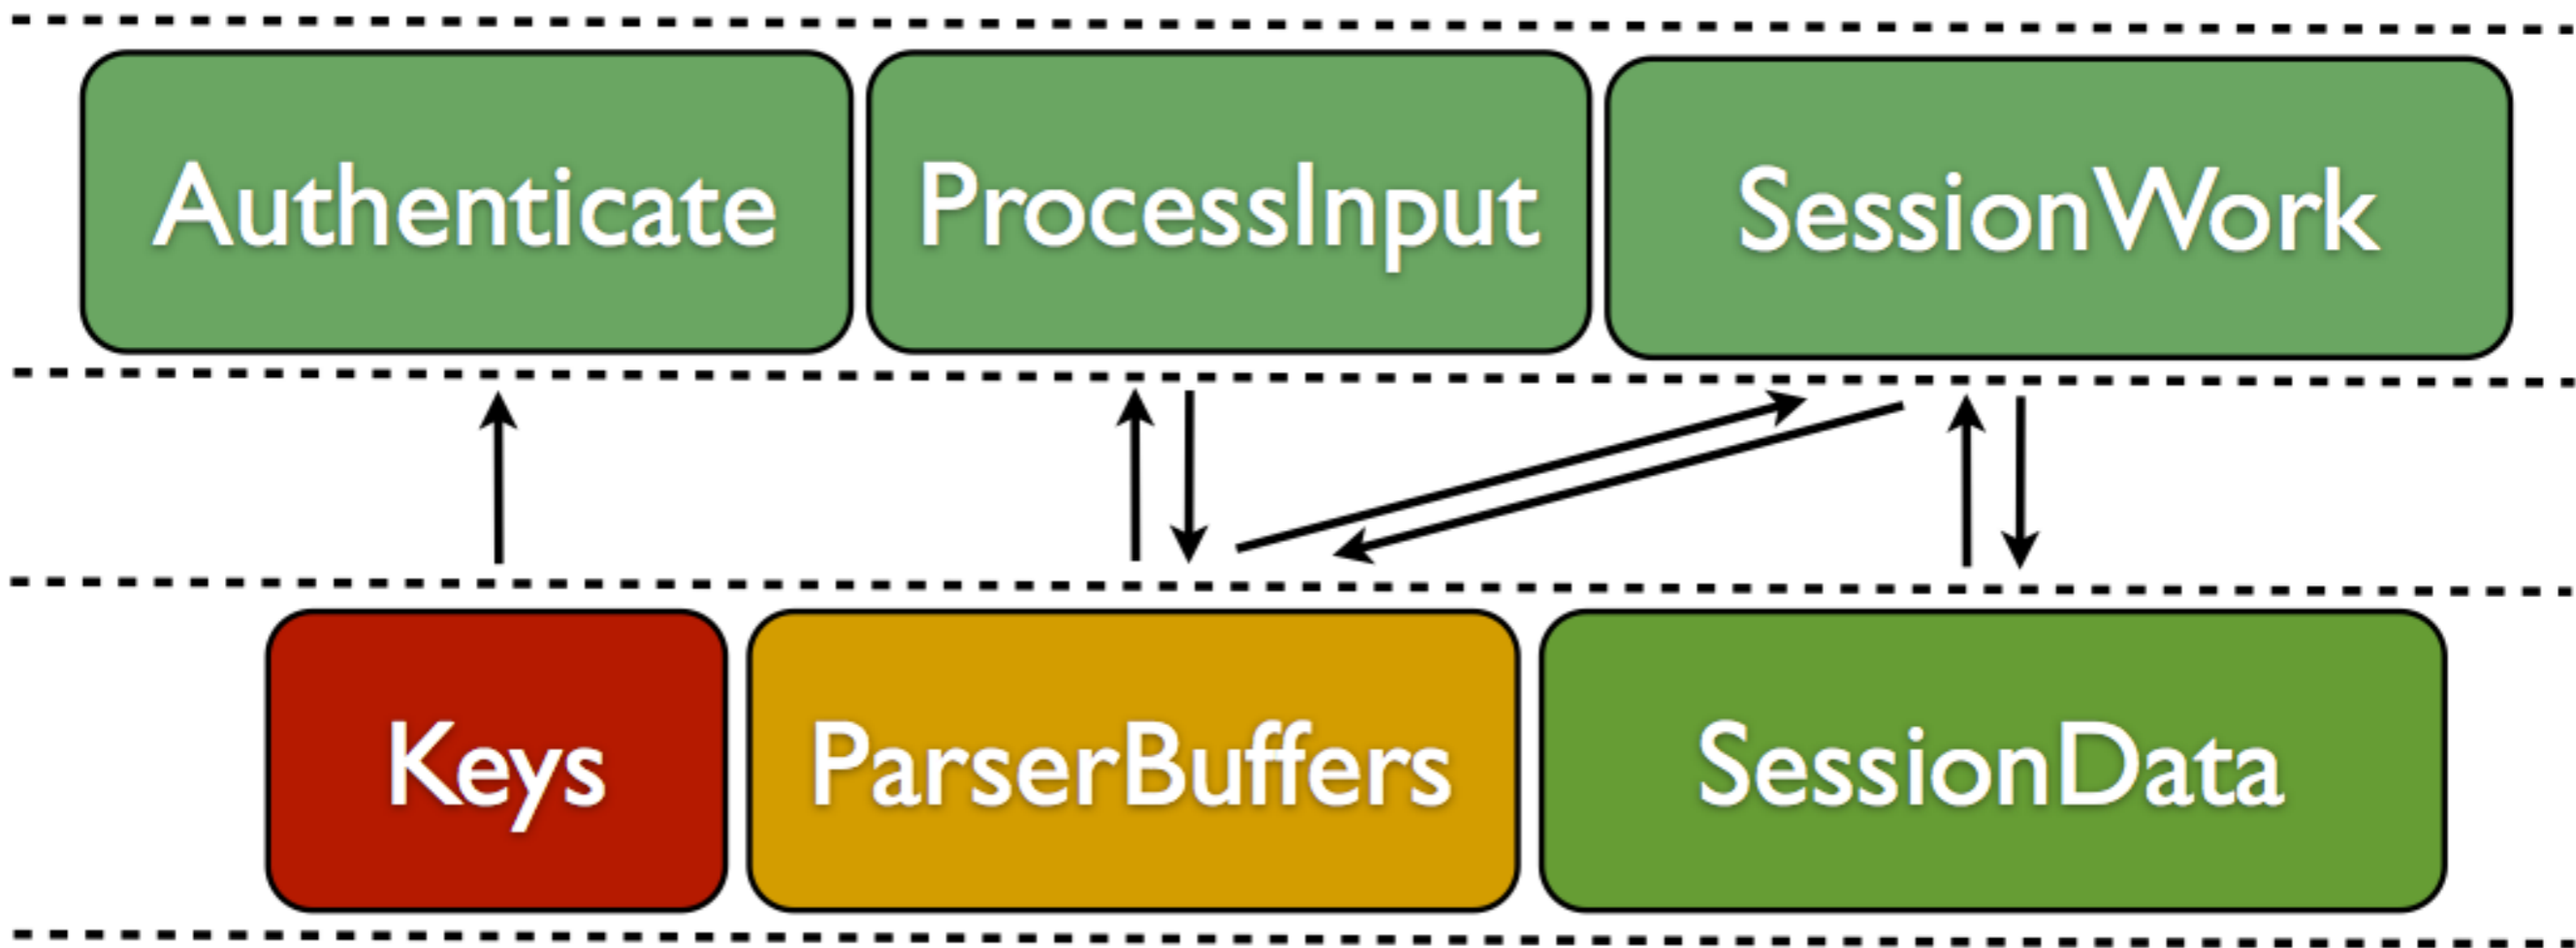 Authenticate
ProcessInput
SessionWork
Keys
ParserBuffers
SessionData